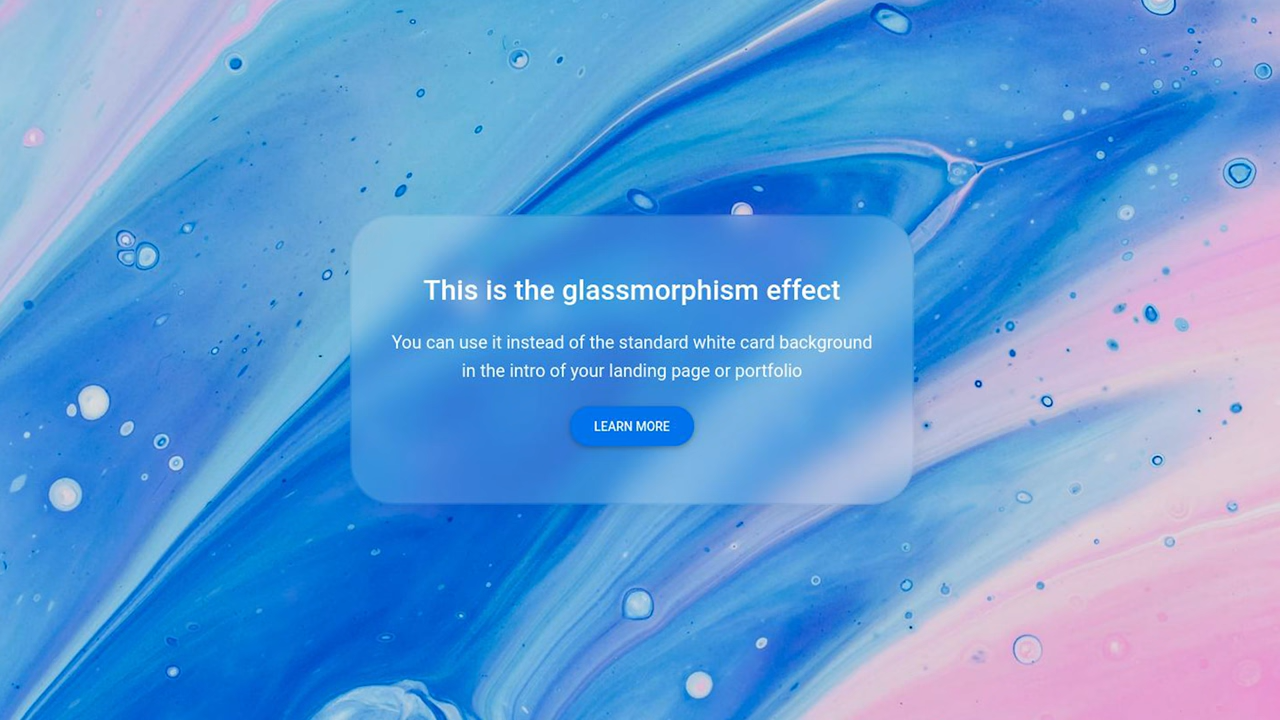 This is the glassmorphism effect
You can use it instead of the standard white card background
in the intro of your landing page or portfolio
LEARN MORE